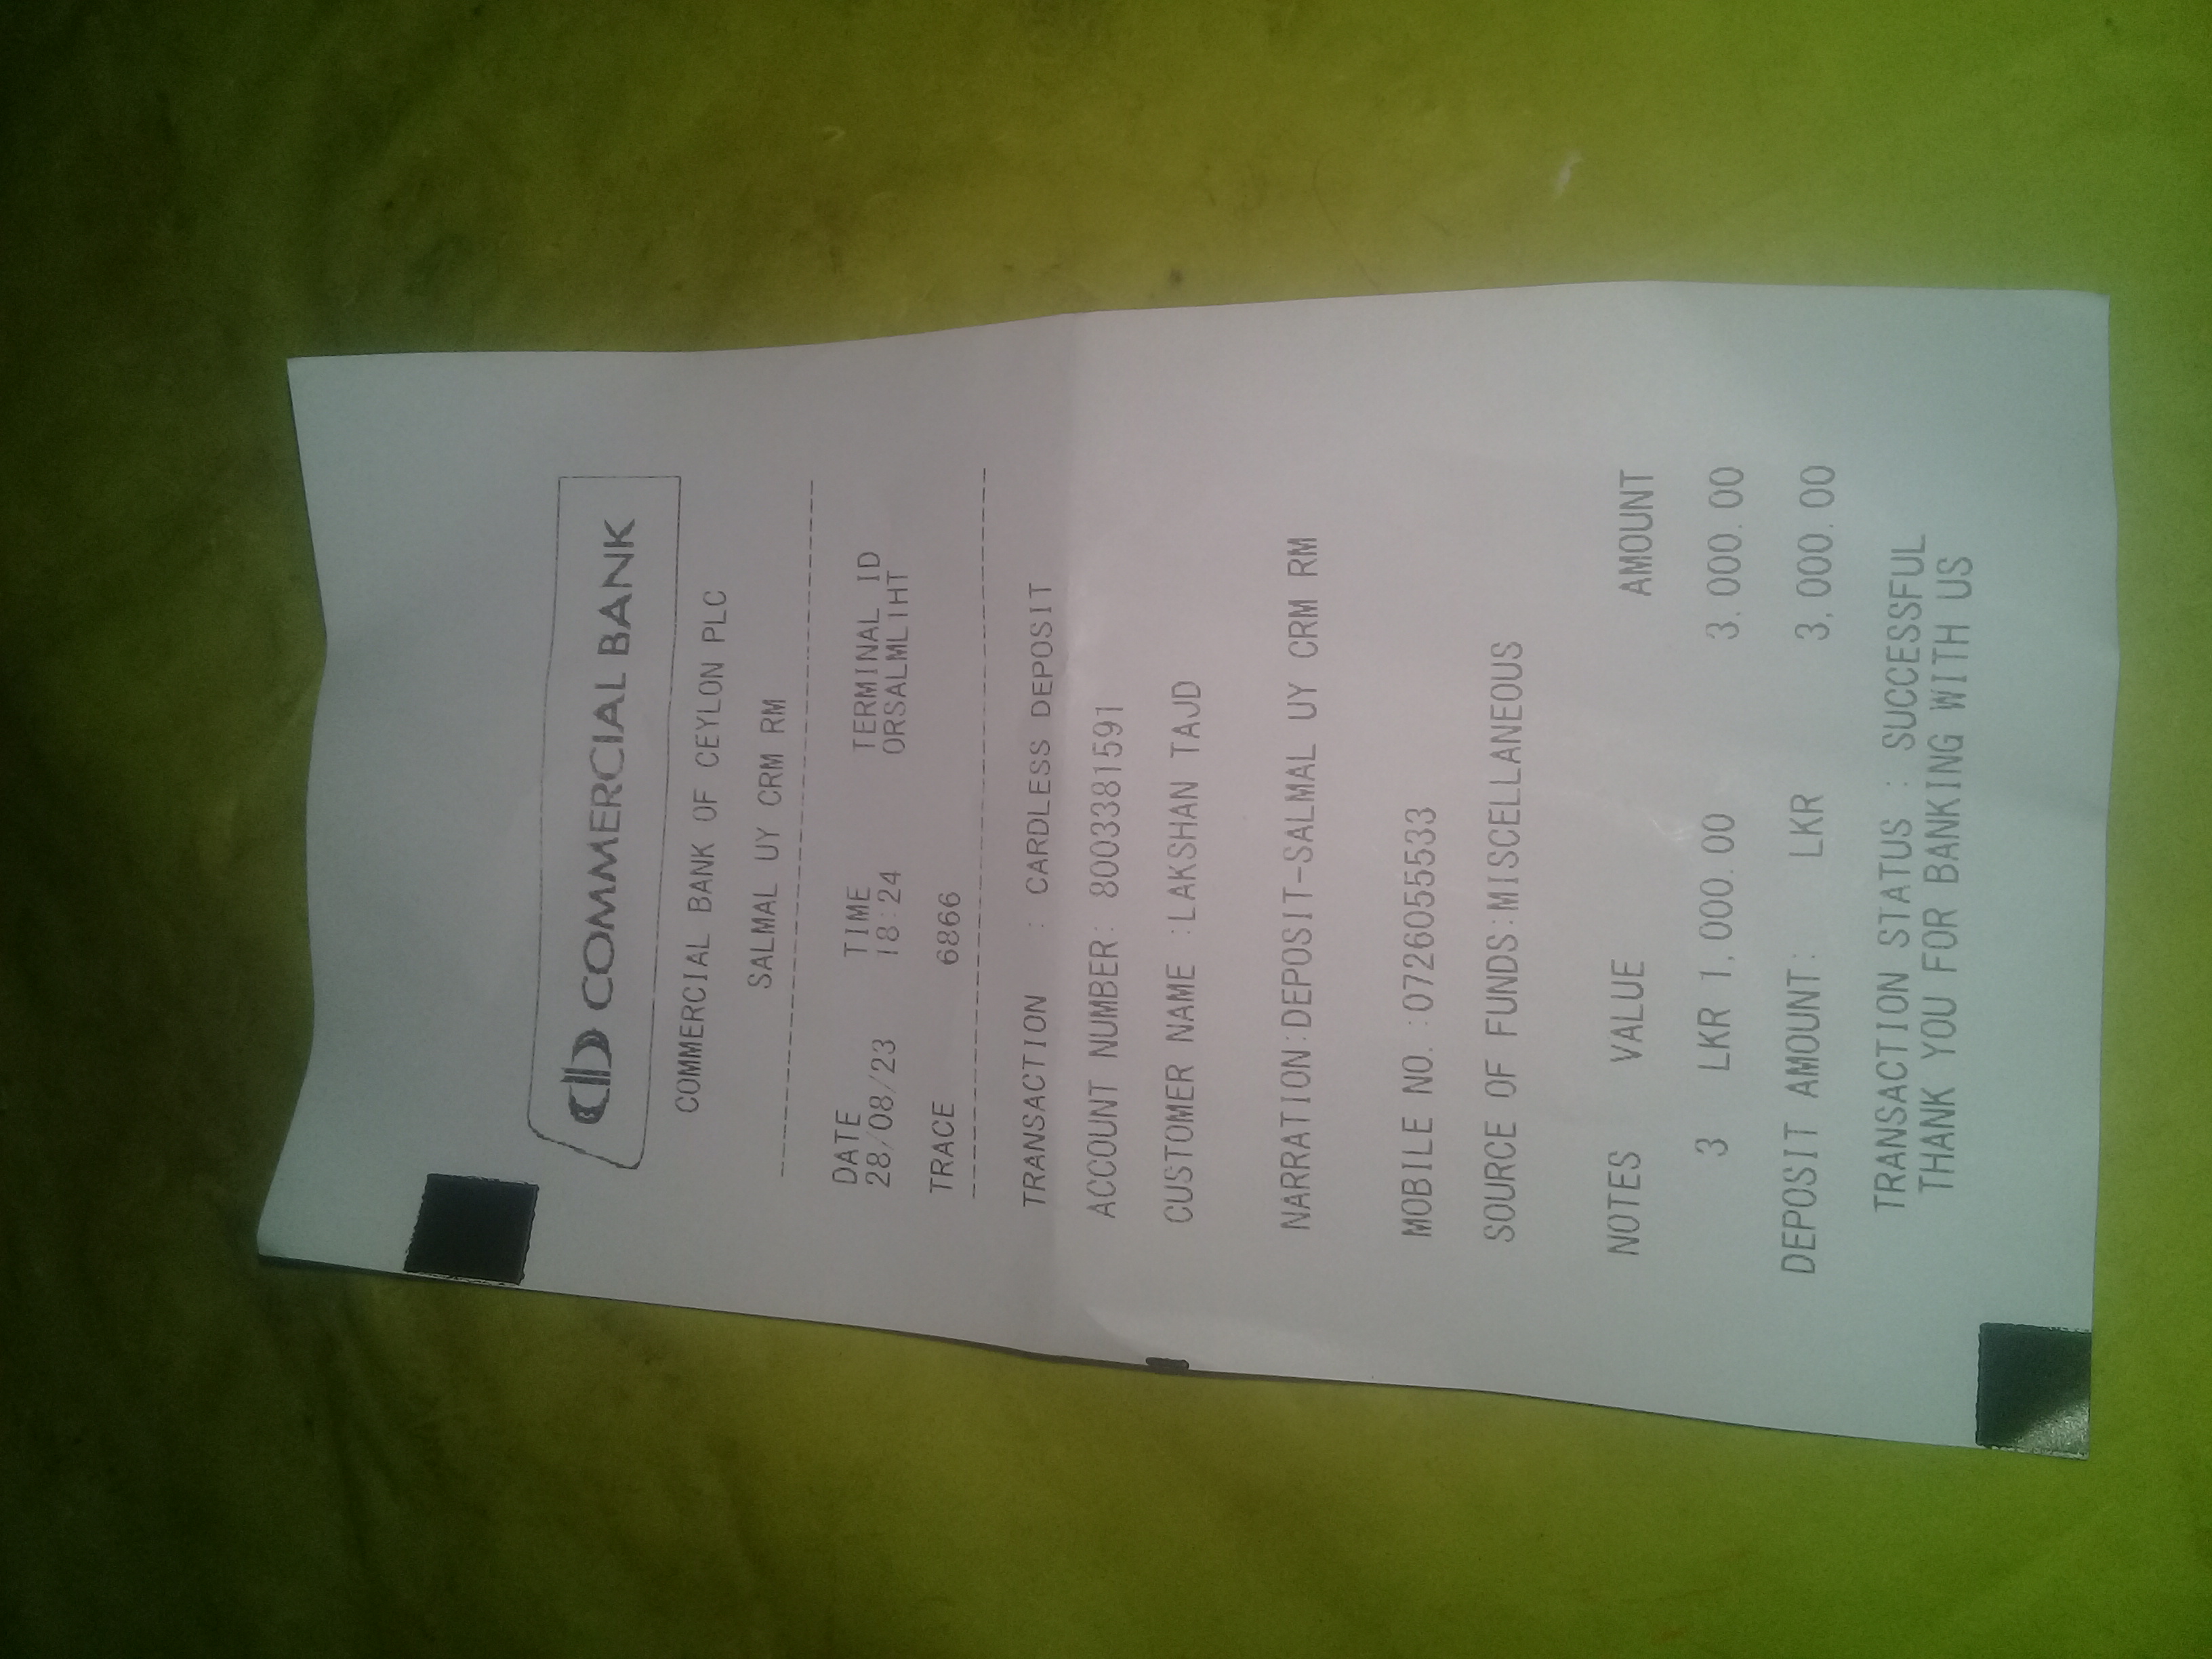 COMMERCIAL BANK
COMMERCIAL BANK OF CEYLON PLC
SALMAL UY CRM RM
DATE TIME TERMINAL ID
28/08/23 18:24 ORSALML1HT
TRACE 6866
TRANSACTION : CARDLESS DEPOSIT
ACCOUNT NUMBER: 8003381591
CUSTOMER NAME :LAKSHAN TAJD
NARRATION:DEPOSIT-SALMAL UY CRM RM
MOBILE NO. :0726055533
SOURCE OF FUNDS:MISCELLANEOUS
NOTES VALUE AMOUNT
3 LKR 1,000.00 3,000.00
DEPOSIT AMOUNT: LKR 3,000.00
TRANSACTION STATUS : SUCCESSFUL
THANK YOU FOR BANKING WITH US